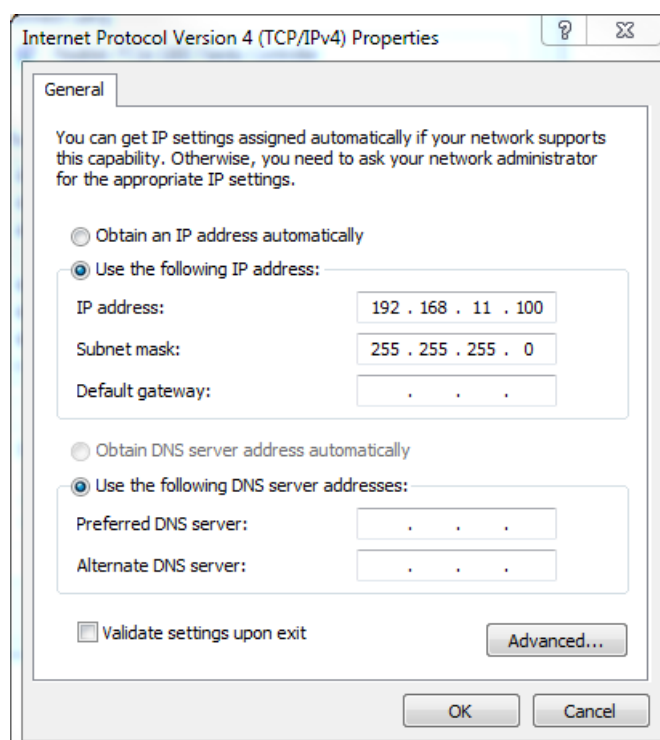 Internet Protocol Version 4 (TCP/IPv4) Properties
General
You can get IP settings assigned automatically if your network supports
this capability. Otherwise, you need to ask your network administrator
for the appropriate IP settings.
Obtain an IP address automatically
Use the following IP address:
IP address: 192 . 168 . 11 . 100
Subnet mask: 255 . 255 . 255 . 0
Default gateway: . . .
Obtain DNS server address automatically
Use the following DNS server addresses:
Preferred DNS server: . . .
Alternate DNS server: . . .
Validate settings upon exit
Advanced...
OK Cancel